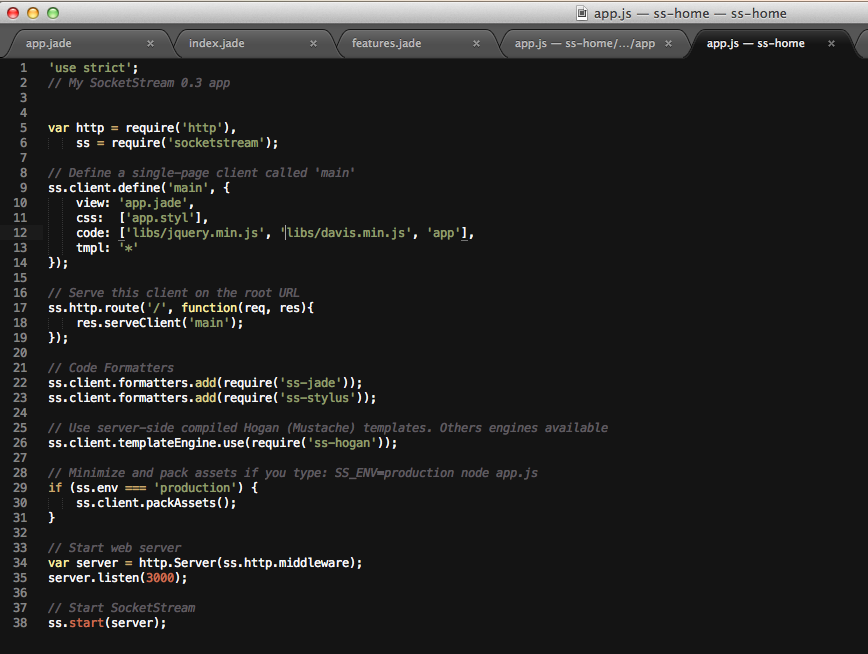 app.js — ss-home — ss-home
app.jade × index.jade × features.jade × app.js — ss-home/.../app × app.js — ss-home ×
1 'use strict';
2 // My SocketStream 0.3 app
3
4
5 var http = require('http'),
6     ss = require('socketstream');
7
8 // Define a single-page client called 'main'
9 ss.client.define('main', {
10     view: 'app.jade',
11     css:  ['app.styl'],
12     code: ['libs/jquery.min.js', 'libs/davis.min.js', 'app'],
13     tmpl: '*'
14 });
15
16 // Serve this client on the root URL
17 ss.http.route('/', function(req, res){
18     res.serveClient('main');
19 });
20
21 // Code Formatters
22 ss.client.formatters.add(require('ss-jade'));
23 ss.client.formatters.add(require('ss-stylus'));
24
25 // Use server-side compiled Hogan (Mustache) templates. Others engines available
26 ss.client.templateEngine.use(require('ss-hogan'));
27
28 // Minimize and pack assets if you type: SS_ENV=production node app.js
29 if (ss.env === 'production') {
30     ss.client.packAssets();
31 }
32
33 // Start web server
34 var server = http.Server(ss.http.middleware);
35 server.listen(3000);
36
37 // Start SocketStream
38 ss.start(server);